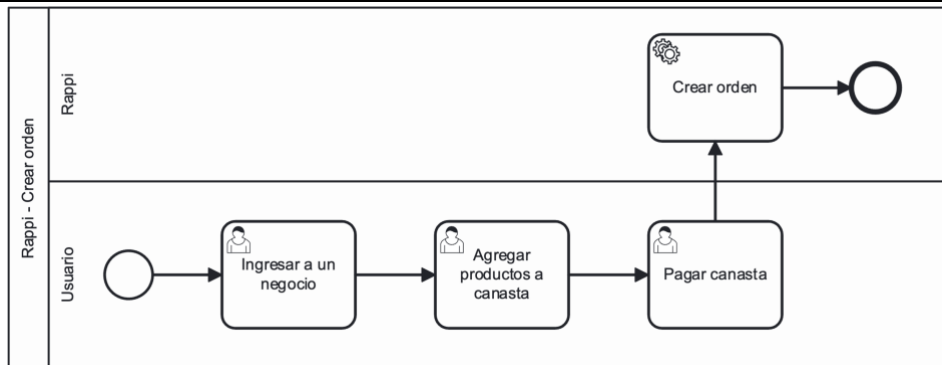 Rappi - Crear orden
Rappi
Crear orden
Usuario
Ingresar a un
negocio
Agregar
productos a
canasta
Pagar canasta